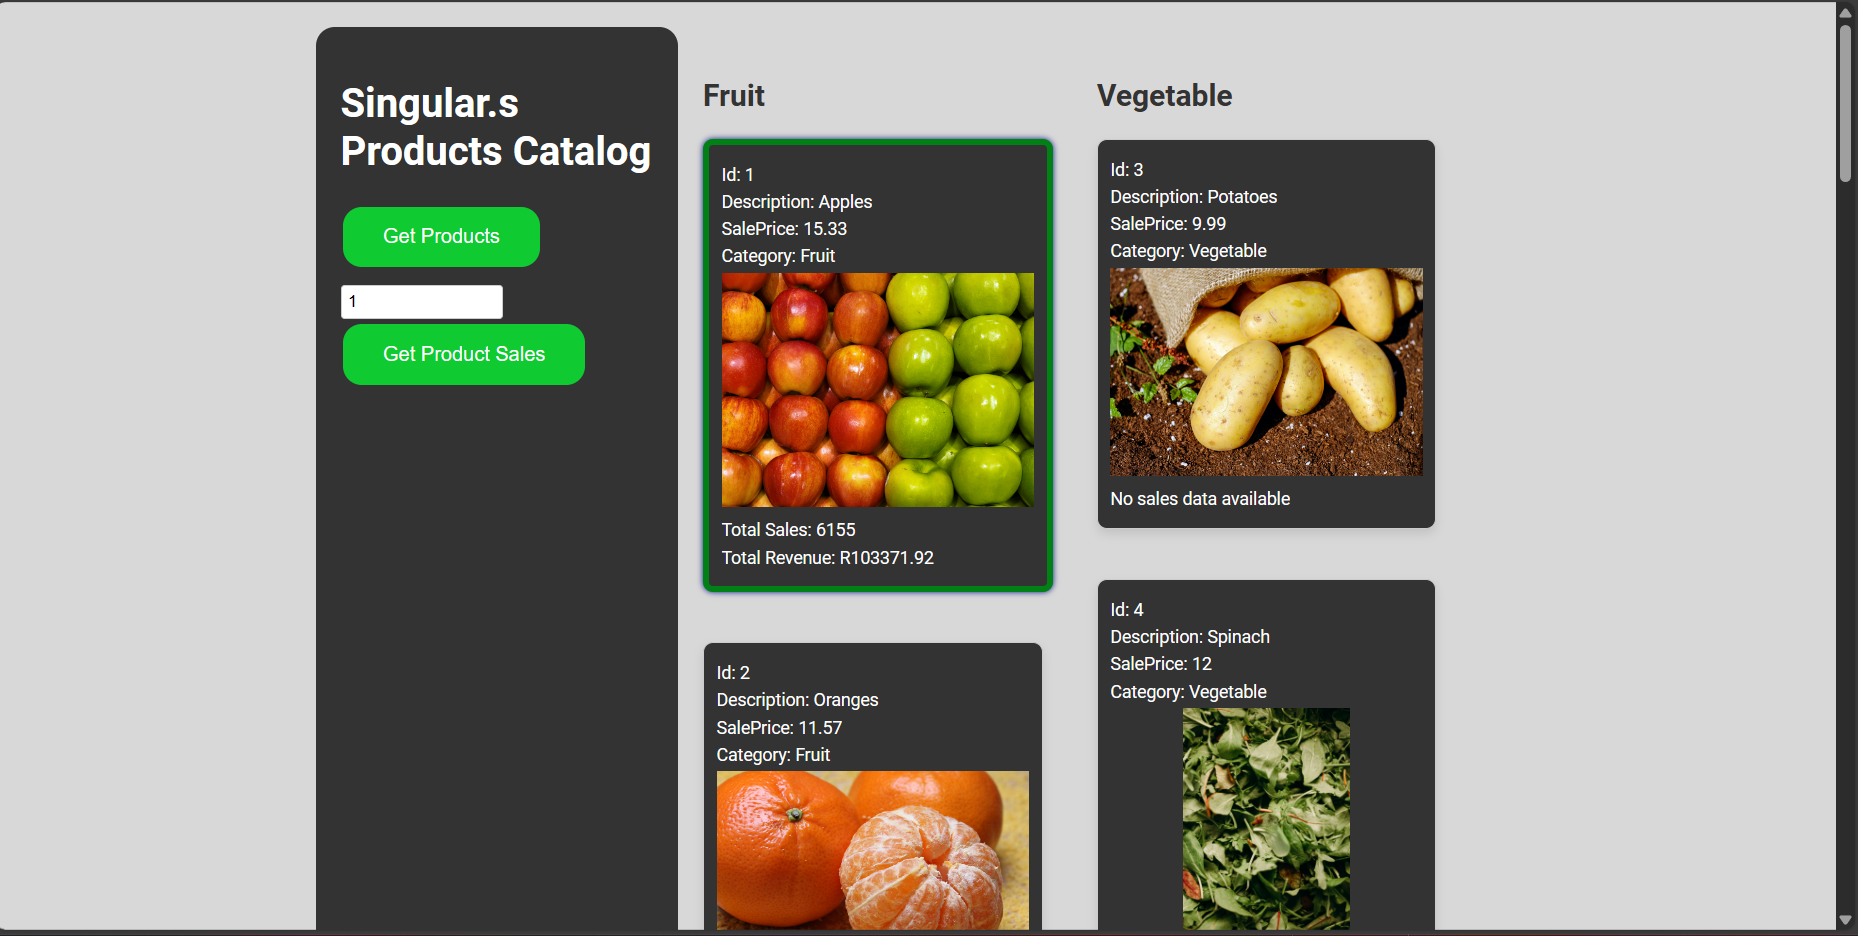 Singular.s
Products Catalog
Get Products
1
Get Product Sales
Fruit
Id: 1
Description: Apples
SalePrice: 15.33
Category: Fruit
Total Sales: 6155
Total Revenue: R103371.92
Id: 2
Description: Oranges
SalePrice: 11.57
Category: Fruit
Vegetable
Id: 3
Description: Potatoes
SalePrice: 9.99
Category: Vegetable
No sales data available
Id: 4
Description: Spinach
SalePrice: 12
Category: Vegetable